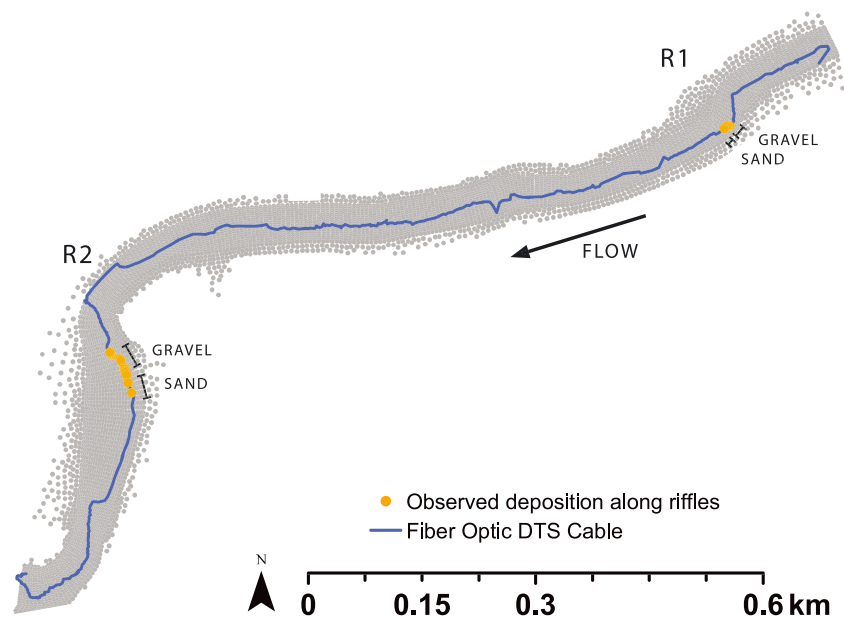 R1
GRAVEL
SAND
FLOW
R2
GRAVEL
SAND
Observed deposition along riffles
Fiber Optic DTS Cable
N
0 0.15 0.3 0.6 km